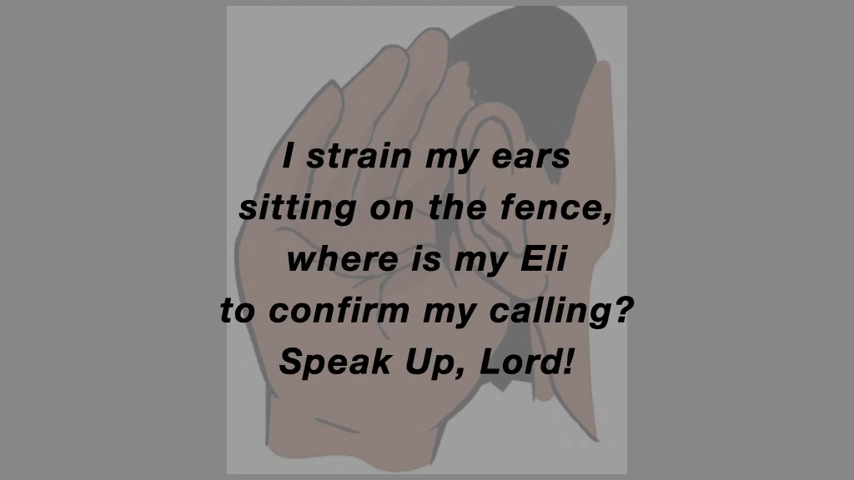 I strain my ears
sitting on the fence,
where is my Eli
to confirm my calling?
Speak Up, Lord!